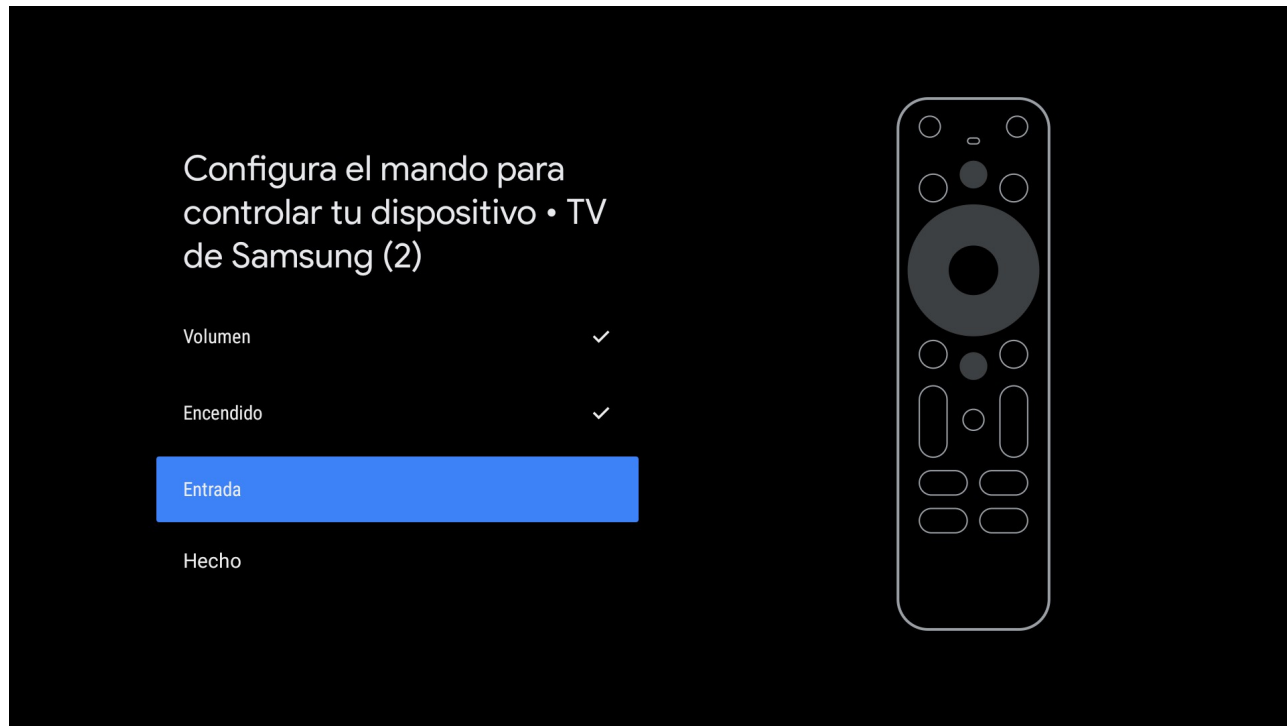 Configura el mando para
controlar tu dispositivo • TV
de Samsung (2)
Volumen
Encendido
Entrada
Hecho